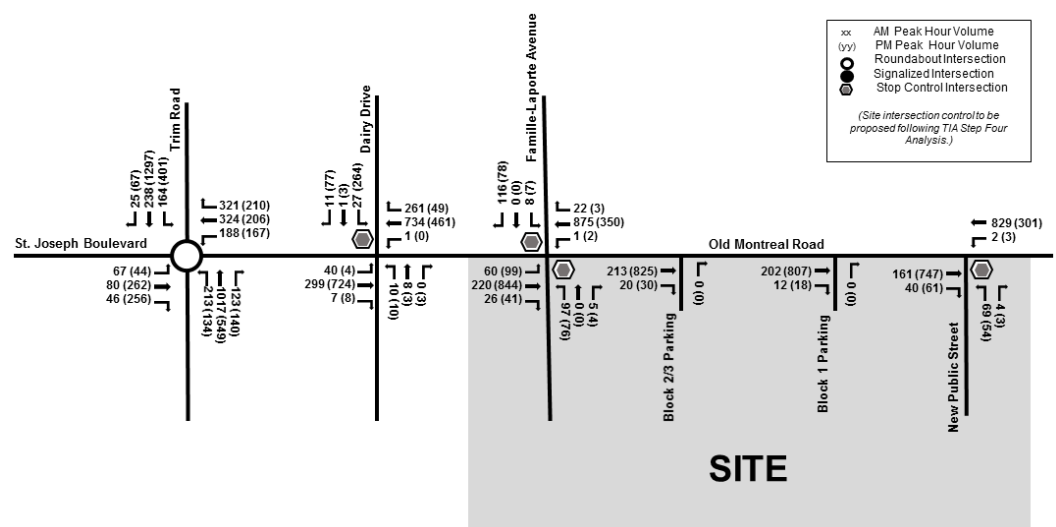 xx AM Peak Hour Volume
(yy) PM Peak Hour Volume
Roundabout Intersection
Signalized Intersection
Stop Control Intersection
(Site intersection control to be
proposed following TIA Step Four
Analysis.)
Trim Road
Dairy Drive
Famille-Laporte Avenue
25 (67)
238 (1297)
164 (401)
321 (210)
324 (206)
188 (167)
11 (77)
1 (3)
27 (264)
261 (49)
734 (461)
1 (0)
116 (78)
0 (0)
8 (7)
22 (3)
875 (350)
1 (2)
829 (301)
2 (3)
St. Joseph Boulevard
Old Montreal Road
67 (44)
80 (262)
46 (256)
213 (134)
1017 (549)
123 (140)
40 (4)
299 (724)
7 (8)
10 (10)
8 (3)
0 (3)
60 (99)
220 (844)
26 (41)
97 (76)
0 (0)
5 (4)
213 (825)
20 (30)
0 (0)
202 (807)
12 (18)
0 (0)
161 (747)
40 (61)
69 (54)
4 (3)
Block 2/3 Parking
Block 1 Parking
New Public Street
SITE